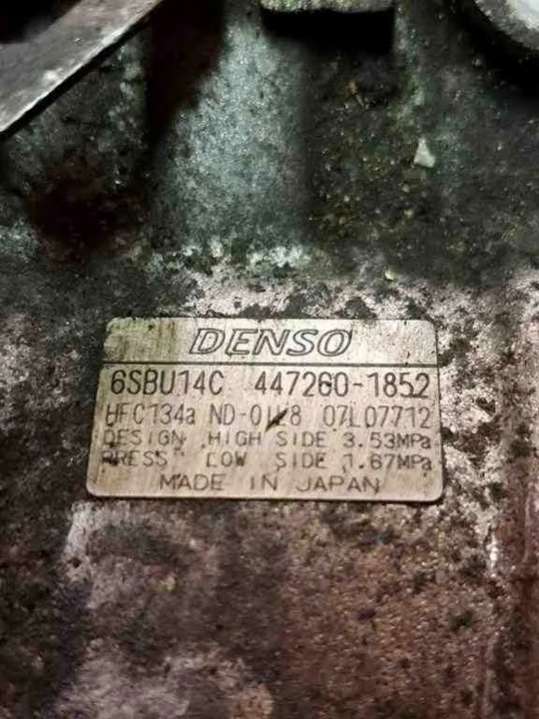 DENSO
6SBU14C 447260-1852
HFC134a ND-OIL8 07L07712
DESIGN HIGH SIDE 3.53MPa
PRESS' LOW SIDE 1.67MPa
MADE IN JAPAN